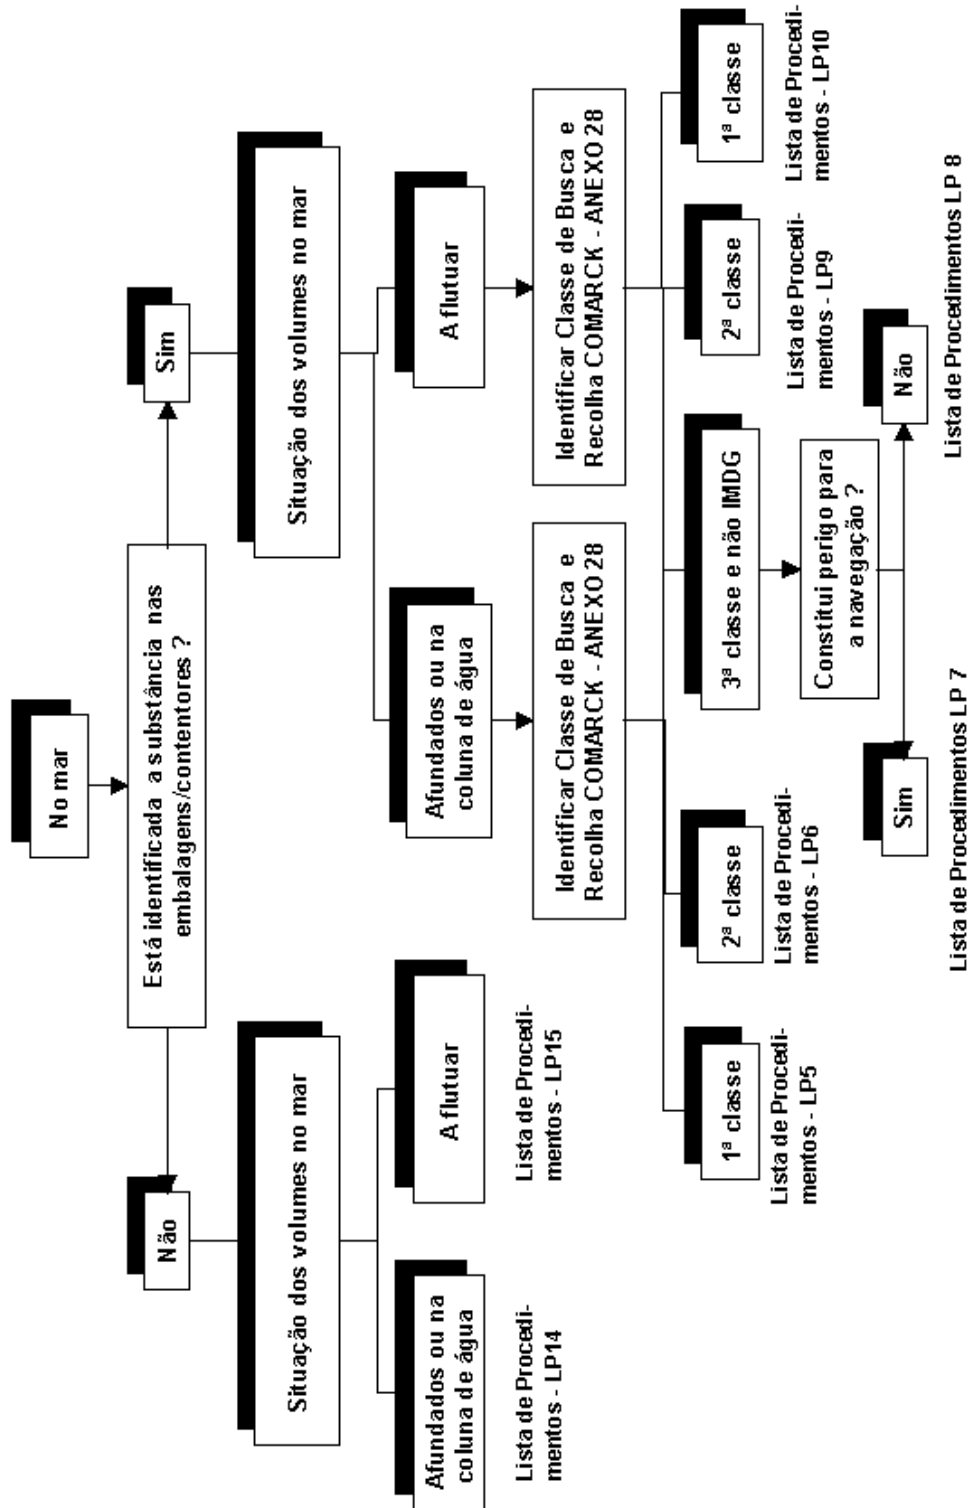 No mar
Está identificada a substância nas
embalagens/contentores ?
Não
Sim
Situação dos volumes no mar
Situação dos volumes no mar
Afundados ou na
coluna de água
A flutuar
Afundados ou na
coluna de água
A flutuar
Lista de Procedi-
mentos - LP14
Lista de Procedi-
mentos - LP15
Identificar Classe de Busca e
Recolha COMARCK - ANEXO 28
Identificar Classe de Busca e
Recolha COMARCK - ANEXO 28
1ª classe
2ª classe
3ª classe e não IMDG
2ª classe
1ª classe
Lista de Procedi-
mentos - LP5
Lista de Procedi-
mentos - LP6
Lista de Procedi-
mentos - LP9
Lista de Procedi-
mentos - LP10
Constitui perigo para
a navegação ?
Sim
Não
Lista de Procedimentos LP 7
Lista de Procedimentos LP 8